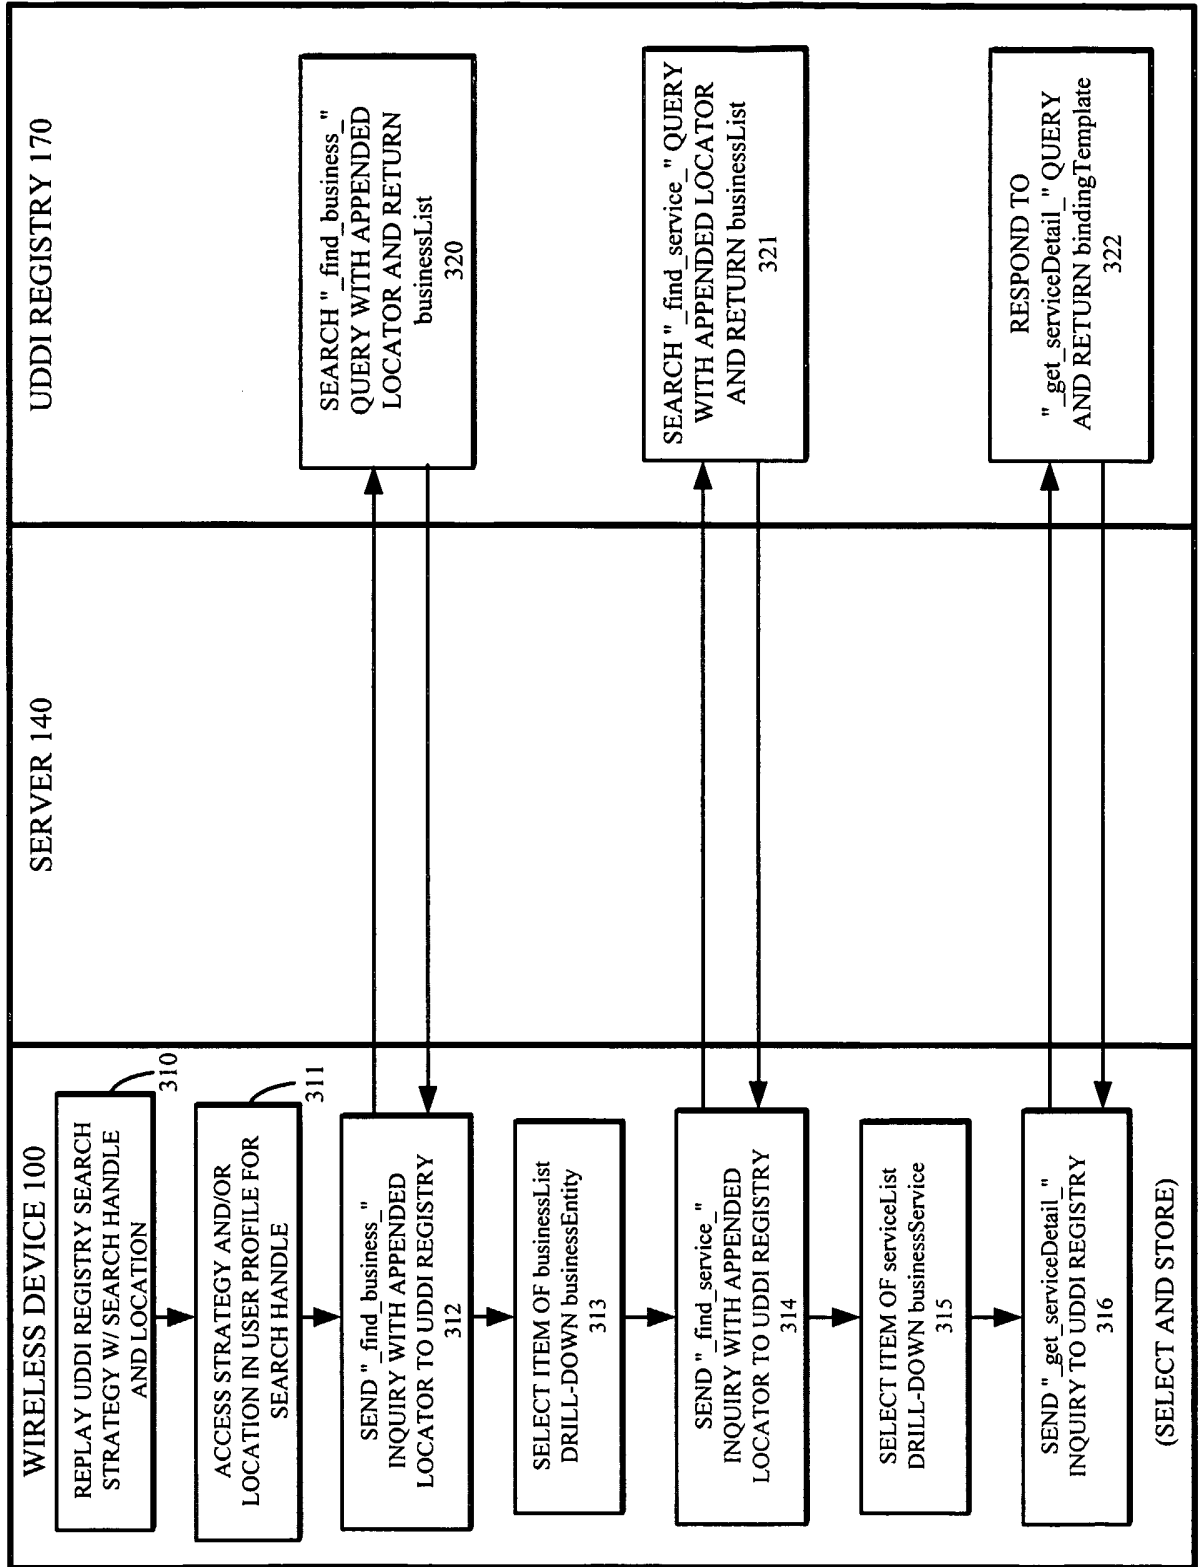 WIRELESS DEVICE 100
REPLAY UDDI REGISTRY SEARCH
STRATEGY W/ SEARCH HANDLE
AND LOCATION
310
ACCESS STRATEGY AND/OR
LOCATION IN USER PROFILE FOR
SEARCH HANDLE
311
SEND "_find_business_"
INQUIRY WITH APPENDED
LOCATOR TO UDDI REGISTRY
312
SELECT ITEM OF businessList
DRILL-DOWN businessEntity
313
SEND "_find_service_"
INQUIRY WITH APPENDED
LOCATOR TO UDDI REGISTRY
314
SELECT ITEM OF serviceList
DRILL-DOWN businessService
315
SEND "_get_serviceDetail_"
INQUIRY TO UDDI REGISTRY
316
(SELECT AND STORE)
SERVER 140
UDDI REGISTRY 170
SEARCH "_find_business_"
QUERY WITH APPENDED
LOCATOR AND RETURN
businessList
320
SEARCH "_find_service_" QUERY
WITH APPENDED LOCATOR
AND RETURN businessList
321
RESPOND TO
"_get_serviceDetail_" QUERY
AND RETURN bindingTemplate
322